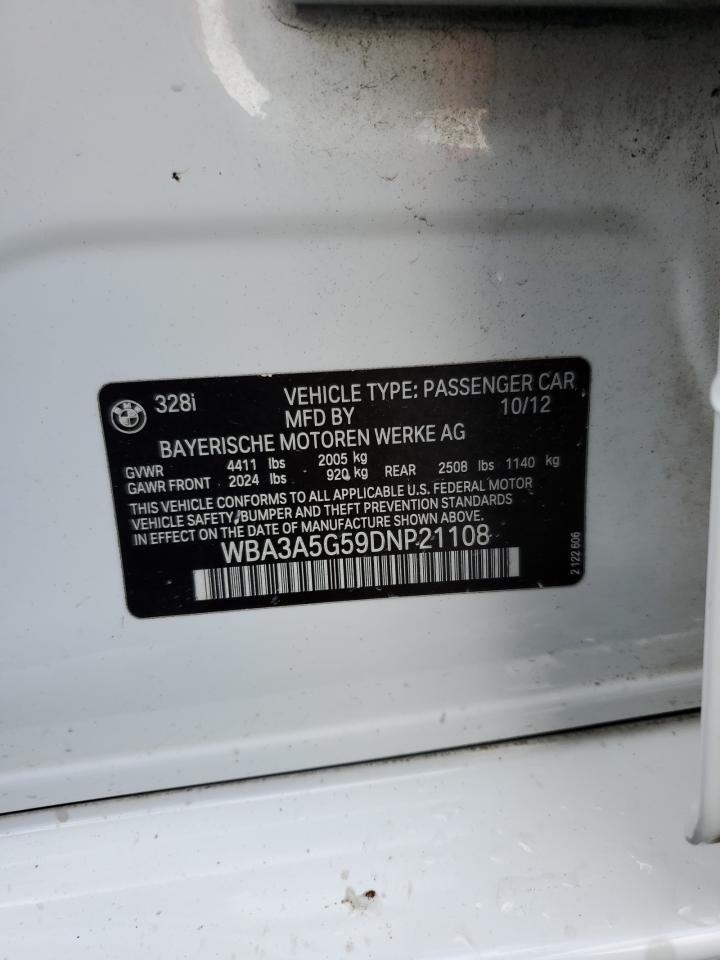 BMW 328i VEHICLE TYPE: PASSENGER CAR
MFD BY 10/12
BAYERISCHE MOTOREN WERKE AG
GVWR 4411 lbs 2005 kg
GAWR FRONT 2024 lbs - 920 kg REAR 2508 lbs 1140 kg
THIS VEHICLE CONFORMS TO ALL APPLICABLE U.S. FEDERAL MOTOR
VEHICLE SAFETY, BUMPER AND THEFT PREVENTION STANDARDS
IN EFFECT ON THE DATE OF MANUFACTURE SHOWN ABOVE.
WBA3A5G59DNP21108
2 122 606